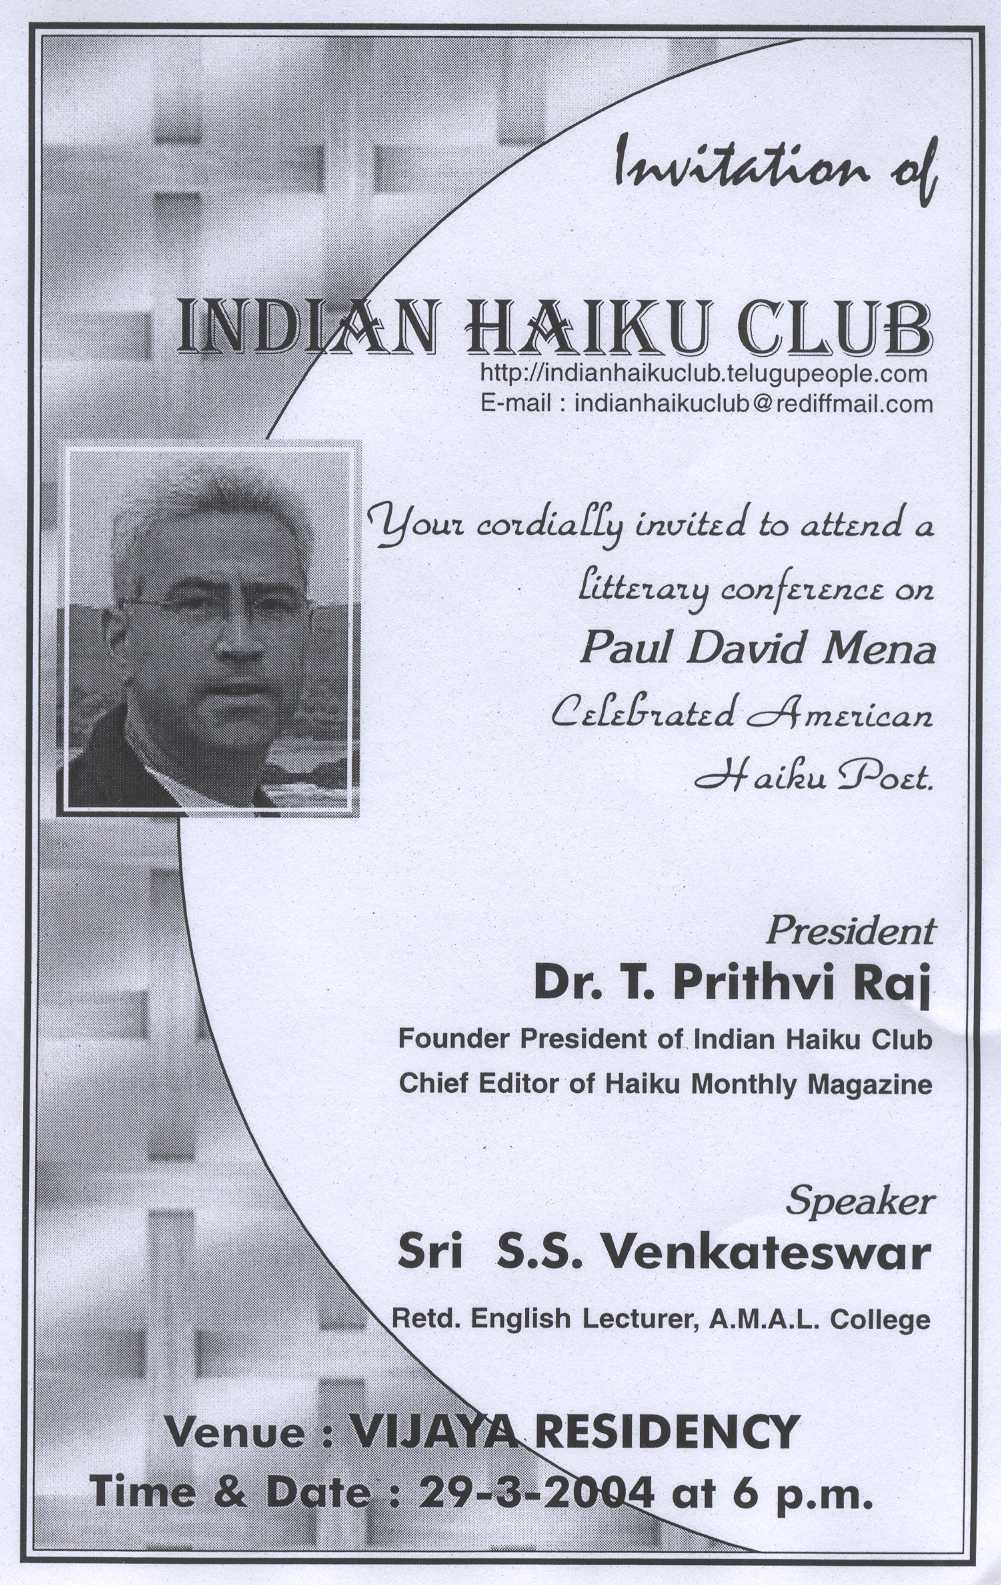 Invitation of
INDIAN HAIKU CLUB
http://indianhaikuclub.telugupeople.com
E-mail : indianhaikuclub@rediffmail.com
Your cordially invited to attend a
litterary conference on
Paul David Mena
Celebrated American
Haiku Poet.
President
Dr. T. Prithvi Raj
Founder President of Indian Haiku Club
Chief Editor of Haiku Monthly Magazine
Speaker
Sri S.S. Venkateswar
Retd. English Lecturer, A.M.A.L. College
Venue : VIJAYA RESIDENCY
Time & Date : 29-3-2004 at 6 p.m.